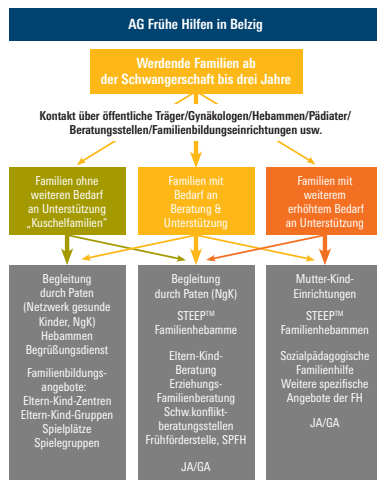 AG Frühe Hilfen in Belzig
Werdende Familien ab
der Schwangerschaft bis drei Jahre
Kontakt über öffentliche Träger/Gynäkologen/Hebammen/Pädiater/
Beratungsstellen/Familienbildungseinrichtungen usw.
Familien ohne
weiteren Bedarf
an Unterstützung
„Kuschelfamilien“
Familien mit
Bedarf an
Beratung &
Unterstützung
Familien mit
weiterem
erhöhtem Bedarf
an Unterstützung
Begleitung
durch Paten
(Netzwerk gesunde
Kinder, NgK)
Hebammen
Begrüßungsdienst
Familienbildungs-
angebote:
Eltern-Kind-Zentren
Eltern-Kind-Gruppen
Spielplätze
Spielegruppen
Begleitung
durch Paten (NgK)
STEEP™
Familienhebamme
Eltern-Kind-
Beratung
Erziehungs-
Familienberatung
Schw.konflikt-
beratungsstellen
Frühförderstelle, SPFH
JA/GA
Mutter-Kind-
Einrichtungen
STEEP™
Familienhebammen
Sozialpädagogische
Familienhilfe
Weitere spezifische
Angebote der FH
JA/GA